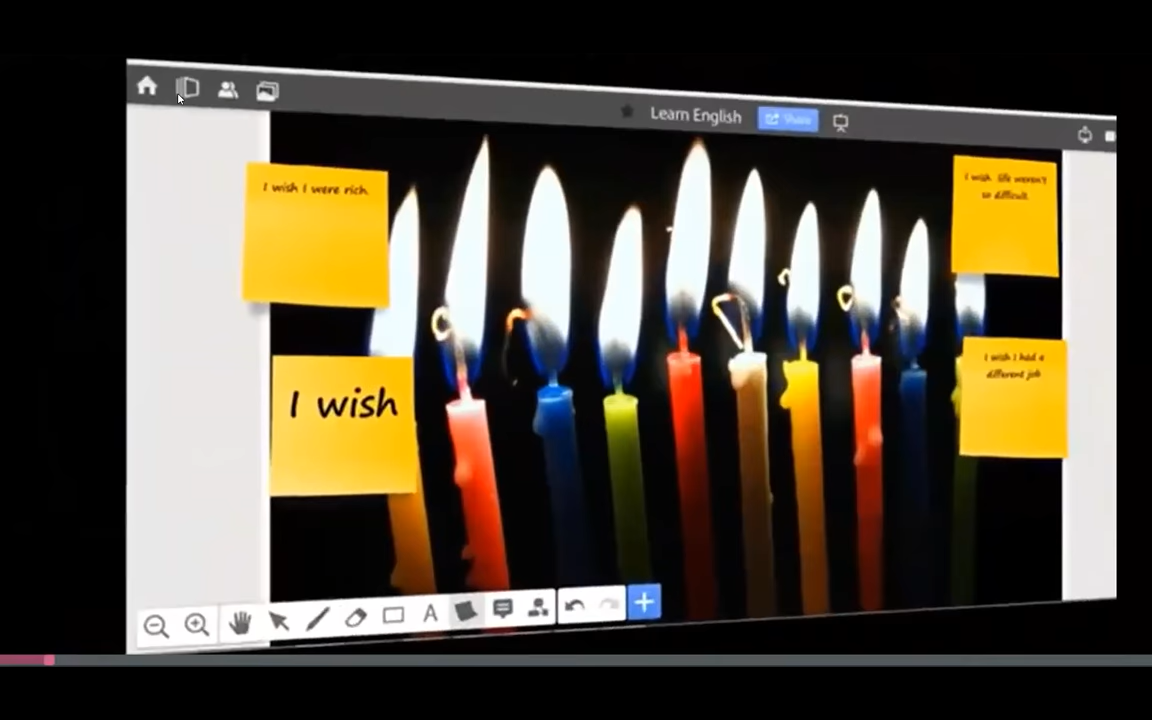 Learn English
Share
I wish I were rich.
I wish life weren't
so difficult.
I wish
I wish I had a
different job
A